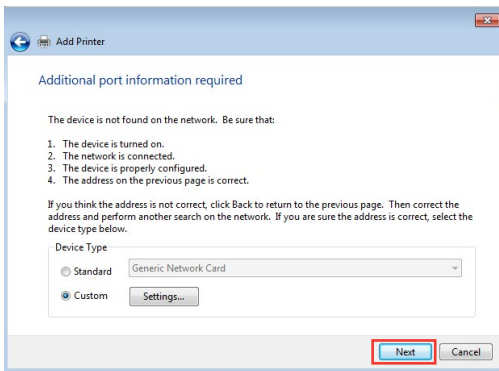 Add Printer
Additional port information required
The device is not found on the network.  Be sure that:
1.  The device is turned on.
2.  The network is connected.
3.  The device is properly configured.
4.  The address on the previous page is correct.
If you think the address is not correct, click Back to return to the previous page.  Then correct the
address and perform another search on the network.  If you are sure the address is correct, select the
device type below.
Device Type
Standard
Generic Network Card
Custom
Settings...
Next
Cancel